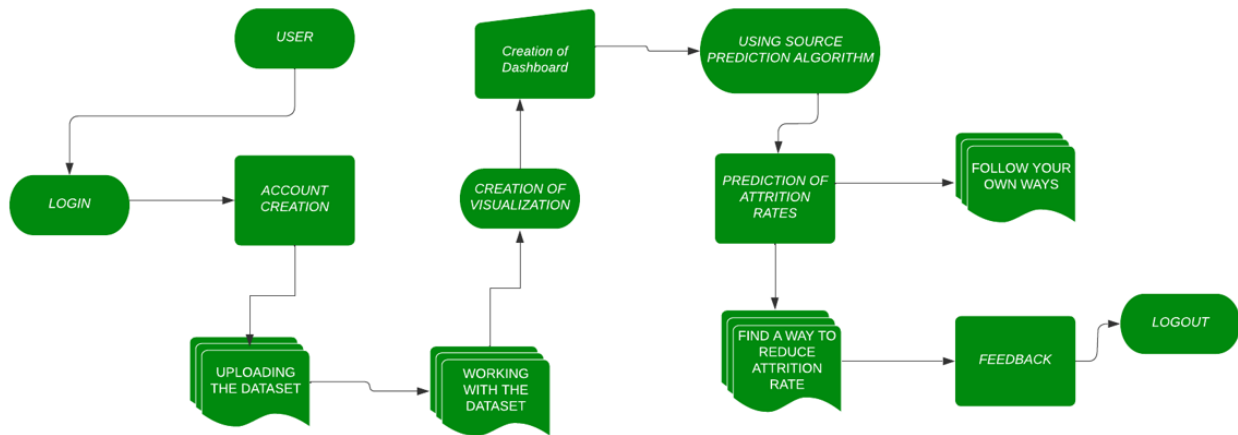 USER
LOGIN
ACCOUNT
CREATION
UPLOADING
THE DATASET
WORKING
WITH THE
DATASET
CREATION OF
VISUALIZATION
Creation of
Dashboard
USING SOURCE
PREDICTION ALGORITHM
PREDICTION OF
ATTRITION
RATES
FOLLOW YOUR
OWN WAYS
FIND A WAY TO
REDUCE
ATTRITION
RATE
FEEDBACK
LOGOUT